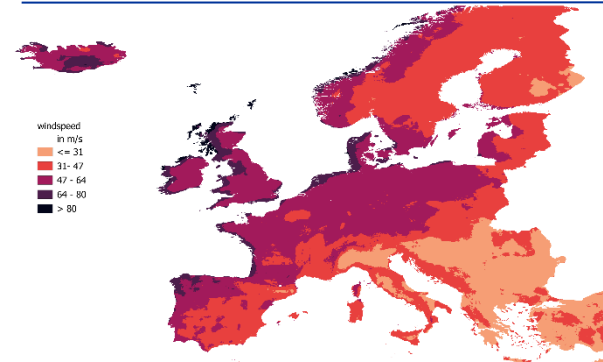 windspeed
in m/s
<= 31
31- 47
47 - 64
64 - 80
> 80